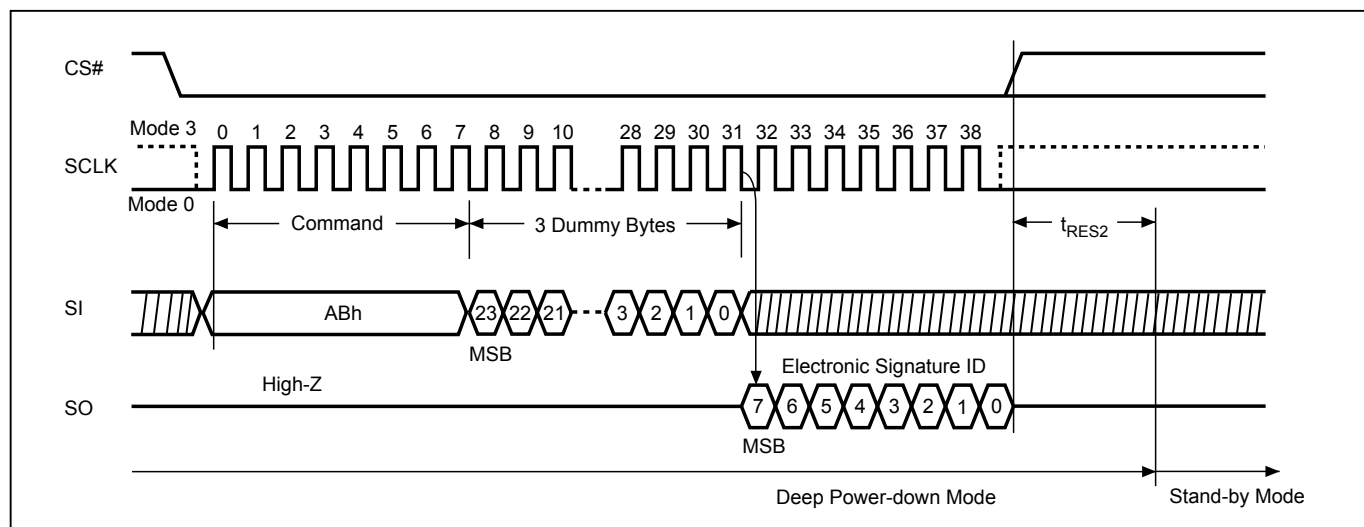 CS#
Mode 3 0 1 2 3 4 5 6 7 8 9 10 28 29 30 31 32 33 34 35 36 37 38
SCLK
Mode 0
Command 3 Dummy Bytes tRES2
SI ABh 23 22 21 3 2 1 0
MSB
Electronic Signature ID
High-Z
SO 7 6 5 4 3 2 1 0
MSB
Deep Power-down Mode Stand-by Mode